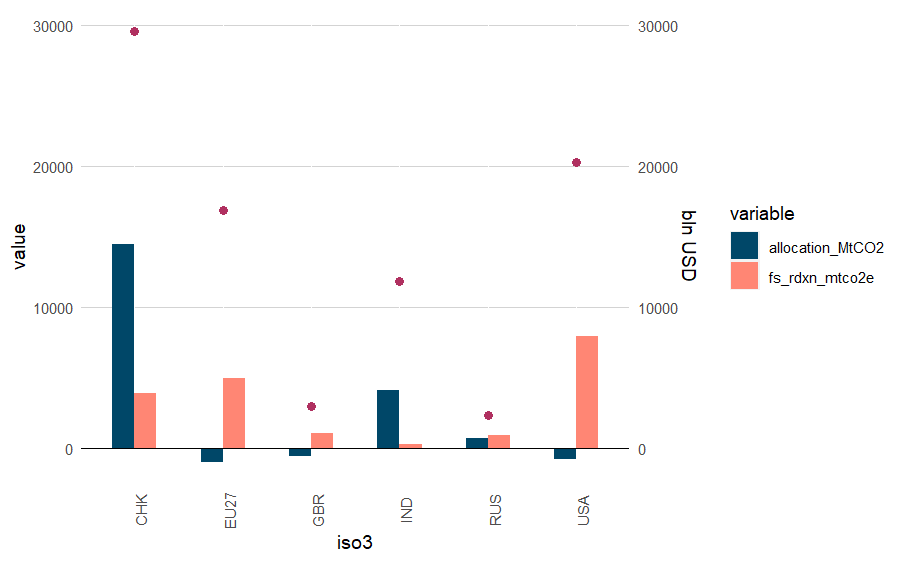 30000
20000
10000
0
value
30000
20000
10000
0
bln USD
CHK
EU27
GBR
IND
RUS
USA
iso3
variable
allocation_MtCO2
fs_rdxn_mtco2e